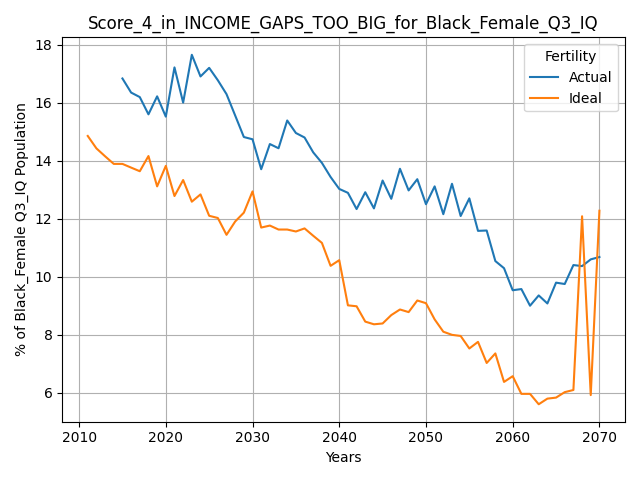 Score_4_in_INCOME_GAPS_TOO_BIG_for_Black_Female_Q3_IQ
Fertility
Actual
Ideal
% of Black_Female Q3_IQ Population
18
16
14
12
10
8
6
2010 2020 2030 2040 2050 2060 2070
Years